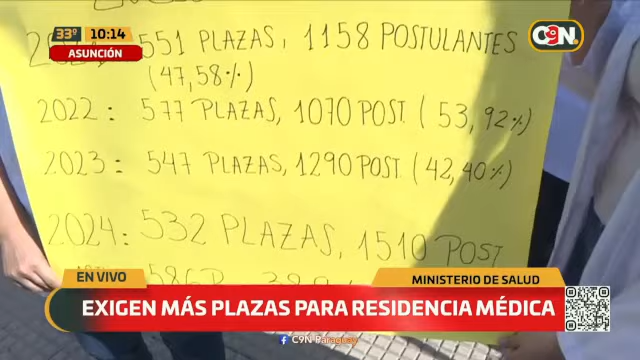 33° 10:14
ASUNCIÓN
C9N
551 PLAZAS, 1158 POSTULANTES
(47,58%)
2022: 577 PLAZAS, 1070 POST. (53,92%)
2023: 547 PLAZAS, 1290 POST. (42,40%)
2024: 532 PLAZAS, 1510 POST
EN VIVO
MINISTERIO DE SALUD
EXIGEN MÁS PLAZAS PARA RESIDENCIA MÉDICA
C9N Paraguay